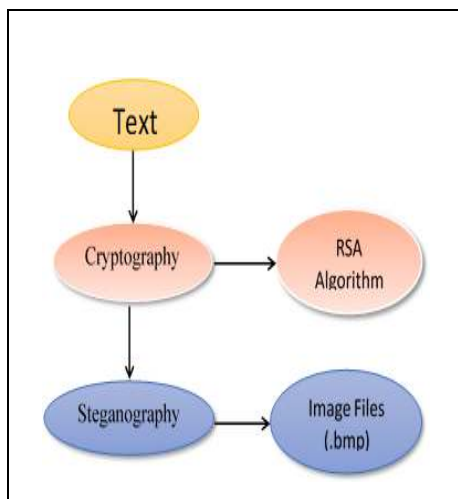 Text
Cryptography
RSA
Algorithm
Steganography
Image Files
(.bmp)